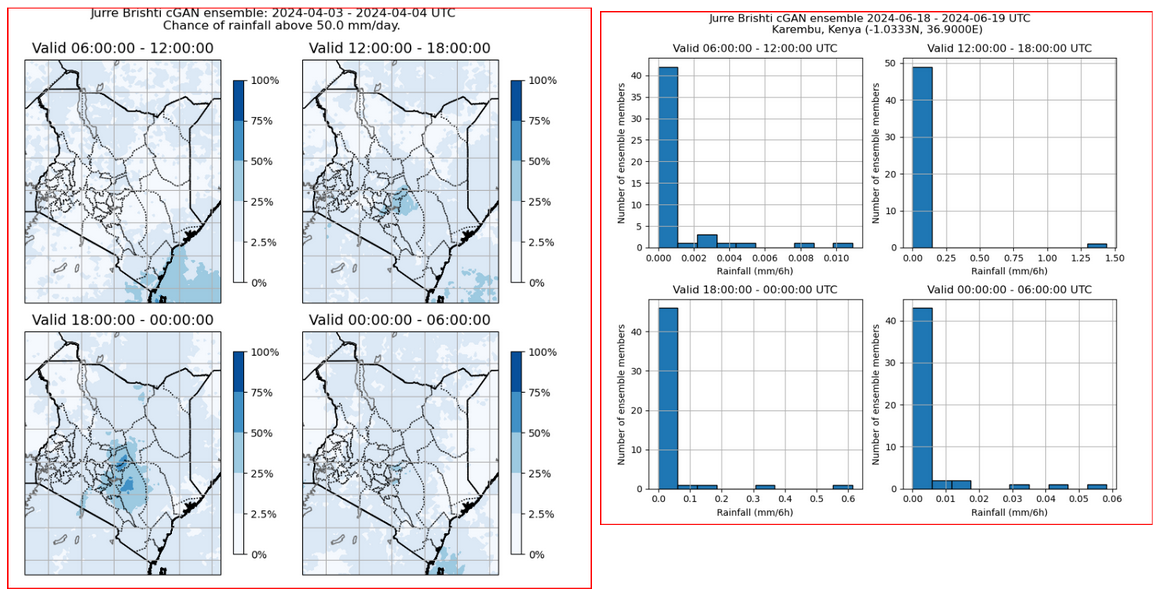 Jurre Brishti cGAN ensemble: 2024-04-03 - 2024-04-04 UTC
Chance of rainfall above 50.0 mm/day.
Valid 06:00:00 - 12:00:00
Valid 12:00:00 - 18:00:00
100%
75%
50%
25%
2.5%
0%
100%
75%
50%
25%
2.5%
0%
Valid 18:00:00 - 00:00:00
Valid 00:00:00 - 06:00:00
100%
75%
50%
25%
2.5%
0%
100%
75%
50%
25%
2.5%
0%
Jurre Brishti cGAN ensemble 2024-06-18 - 2024-06-19 UTC
Karembu, Kenya (-1.0333N, 36.9000E)
Valid 06:00:00 - 12:00:00 UTC
Number of ensemble members
40
35
30
25
20
15
10
5
0
0.000 0.002 0.004 0.006 0.008 0.010
Rainfall (mm/6h)
Valid 12:00:00 - 18:00:00 UTC
Number of ensemble members
50
40
30
20
10
0
0.00 0.25 0.50 0.75 1.00 1.25 1.50
Rainfall (mm/6h)
Valid 18:00:00 - 00:00:00 UTC
Number of ensemble members
40
30
20
10
0
0.0 0.1 0.2 0.3 0.4 0.5 0.6
Rainfall (mm/6h)
Valid 00:00:00 - 06:00:00 UTC
Number of ensemble members
40
30
20
10
0
0.00 0.01 0.02 0.03 0.04 0.05 0.06
Rainfall (mm/6h)